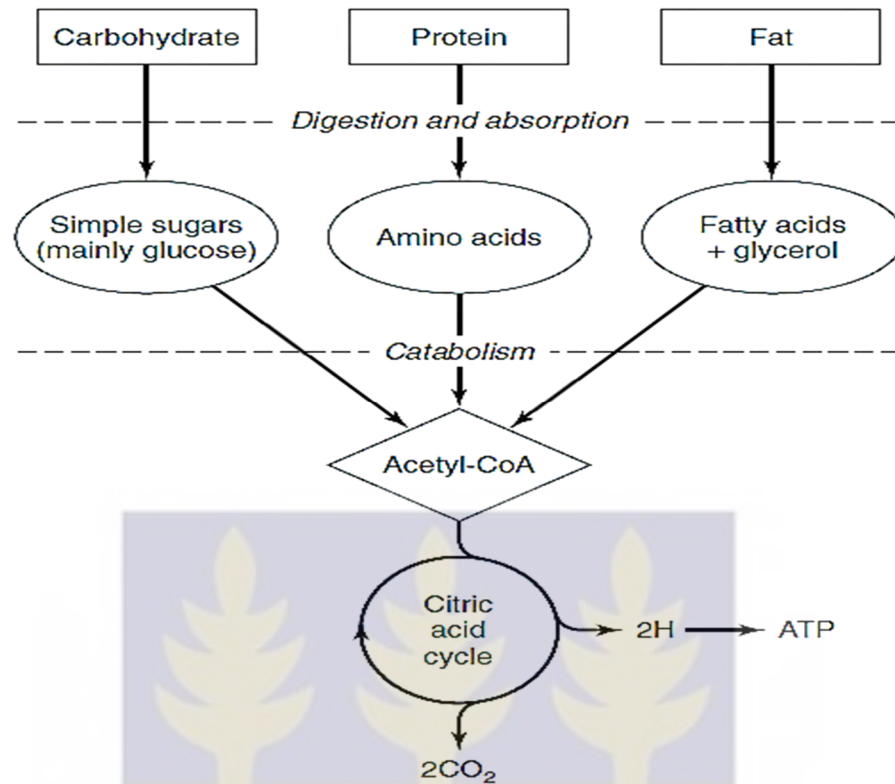 Carbohydrate
Protein
Fat
Digestion and absorption
Simple sugars
(mainly glucose)
Amino acids
Fatty acids
+ glycerol
Catabolism
Acetyl-CoA
Citric
acid
cycle
2H
ATP
2CO₂